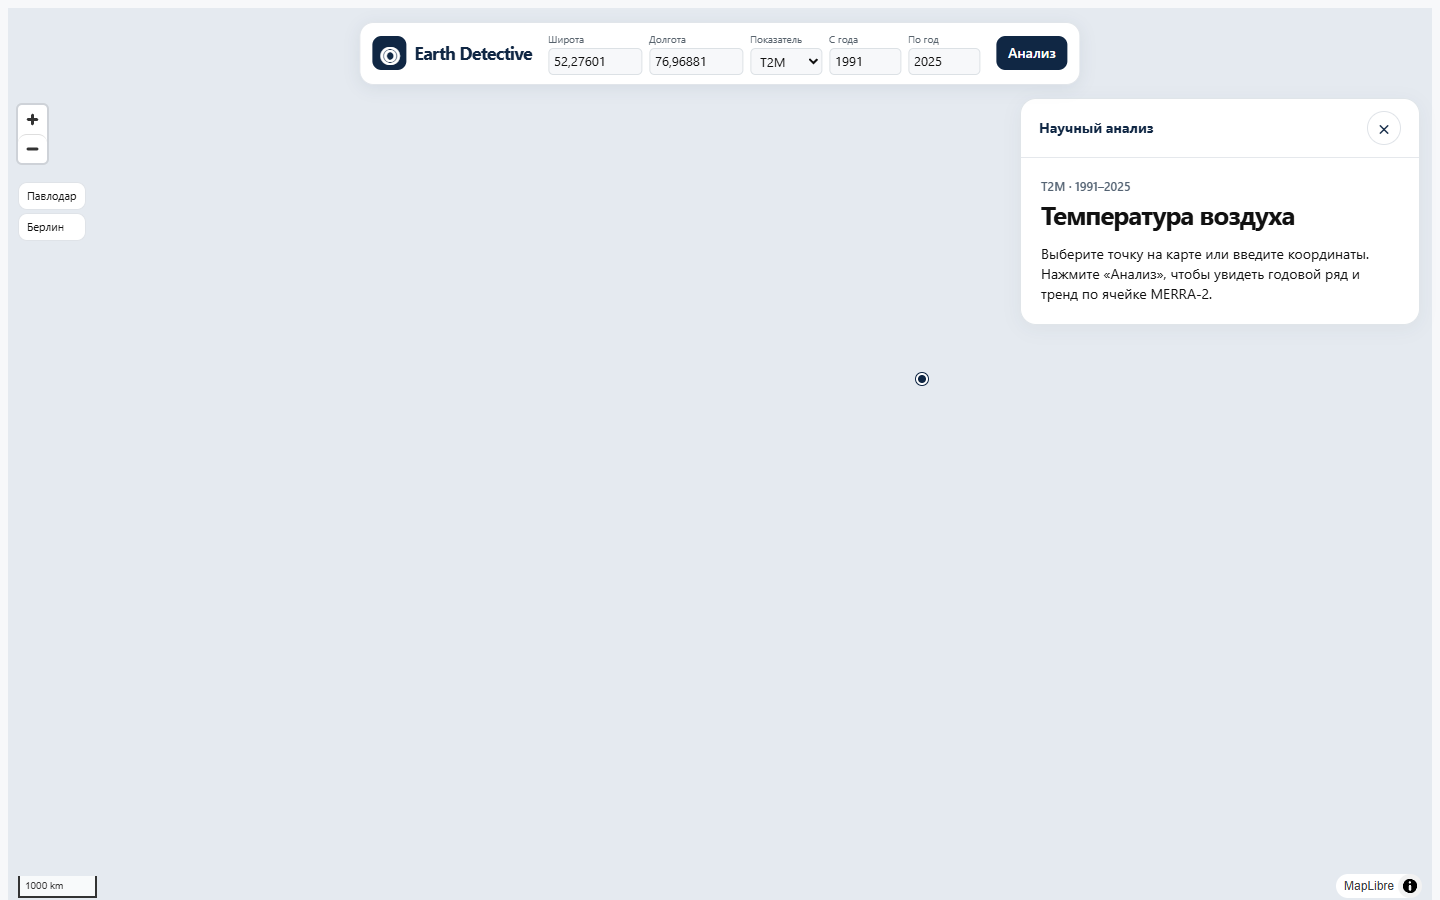 Earth Detective
Широта
52,27601
Долгота
76,96881
Показатель
T2M
С года
1991
По год
2025
Анализ
+
−
Павлодар
Берлин
Научный анализ
×
T2M · 1991–2025
Температура воздуха
Выберите точку на карте или введите координаты.
Нажмите «Анализ», чтобы увидеть годовой ряд и
тренд по ячейке MERRA-2.
1000 km
MapLibre